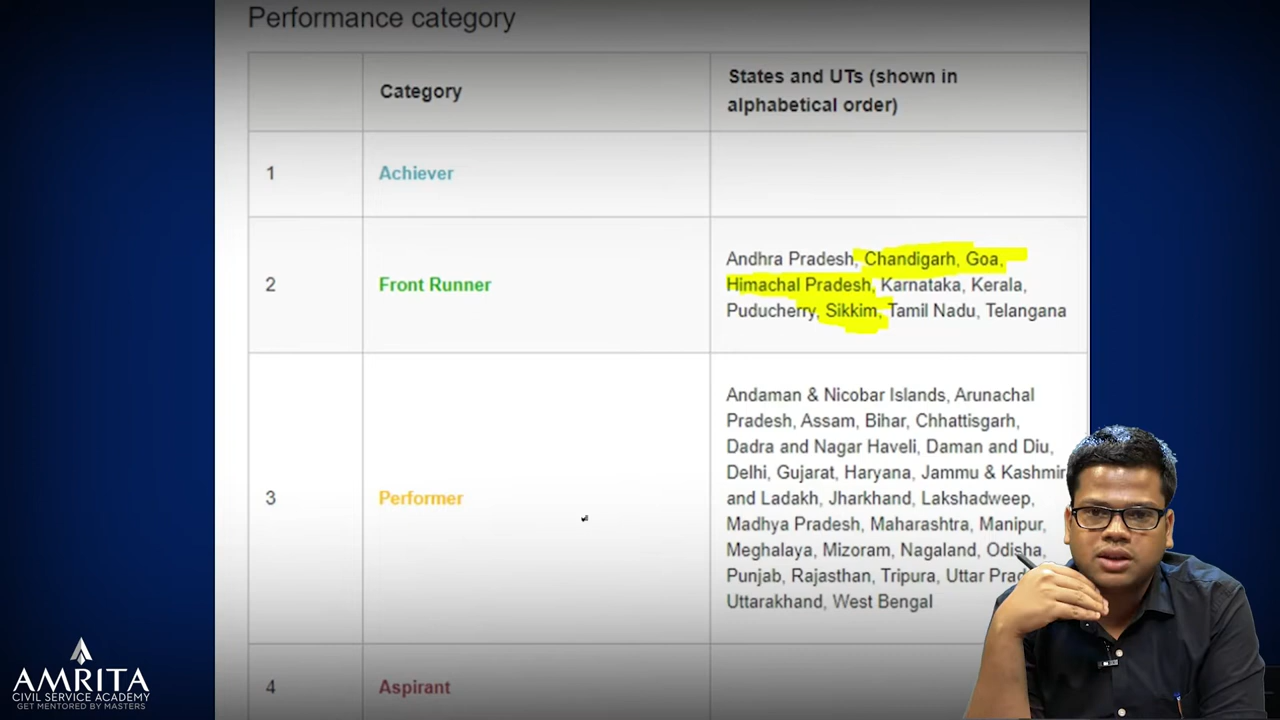 Performance category
Category
States and UTs (shown in
alphabetical order)
1
Achiever
2
Front Runner
Andhra Pradesh, Chandigarh, Goa,
Himachal Pradesh, Karnataka, Kerala,
Puducherry, Sikkim, Tamil Nadu, Telangana
3
Performer
Andaman & Nicobar Islands, Arunachal
Pradesh, Assam, Bihar, Chhattisgarh,
Dadra and Nagar Haveli, Daman and Diu,
Delhi, Gujarat, Haryana, Jammu & Kashmir
and Ladakh, Jharkhand, Lakshadweep,
Madhya Pradesh, Maharashtra, Manipur,
Meghalaya, Mizoram, Nagaland, Odisha,
Punjab, Rajasthan, Tripura, Uttar
Uttarakhand, West Bengal
4
Aspirant
AMRITA
CIVIL SERVICE ACADEMY
GET MENTORED BY MASTERS